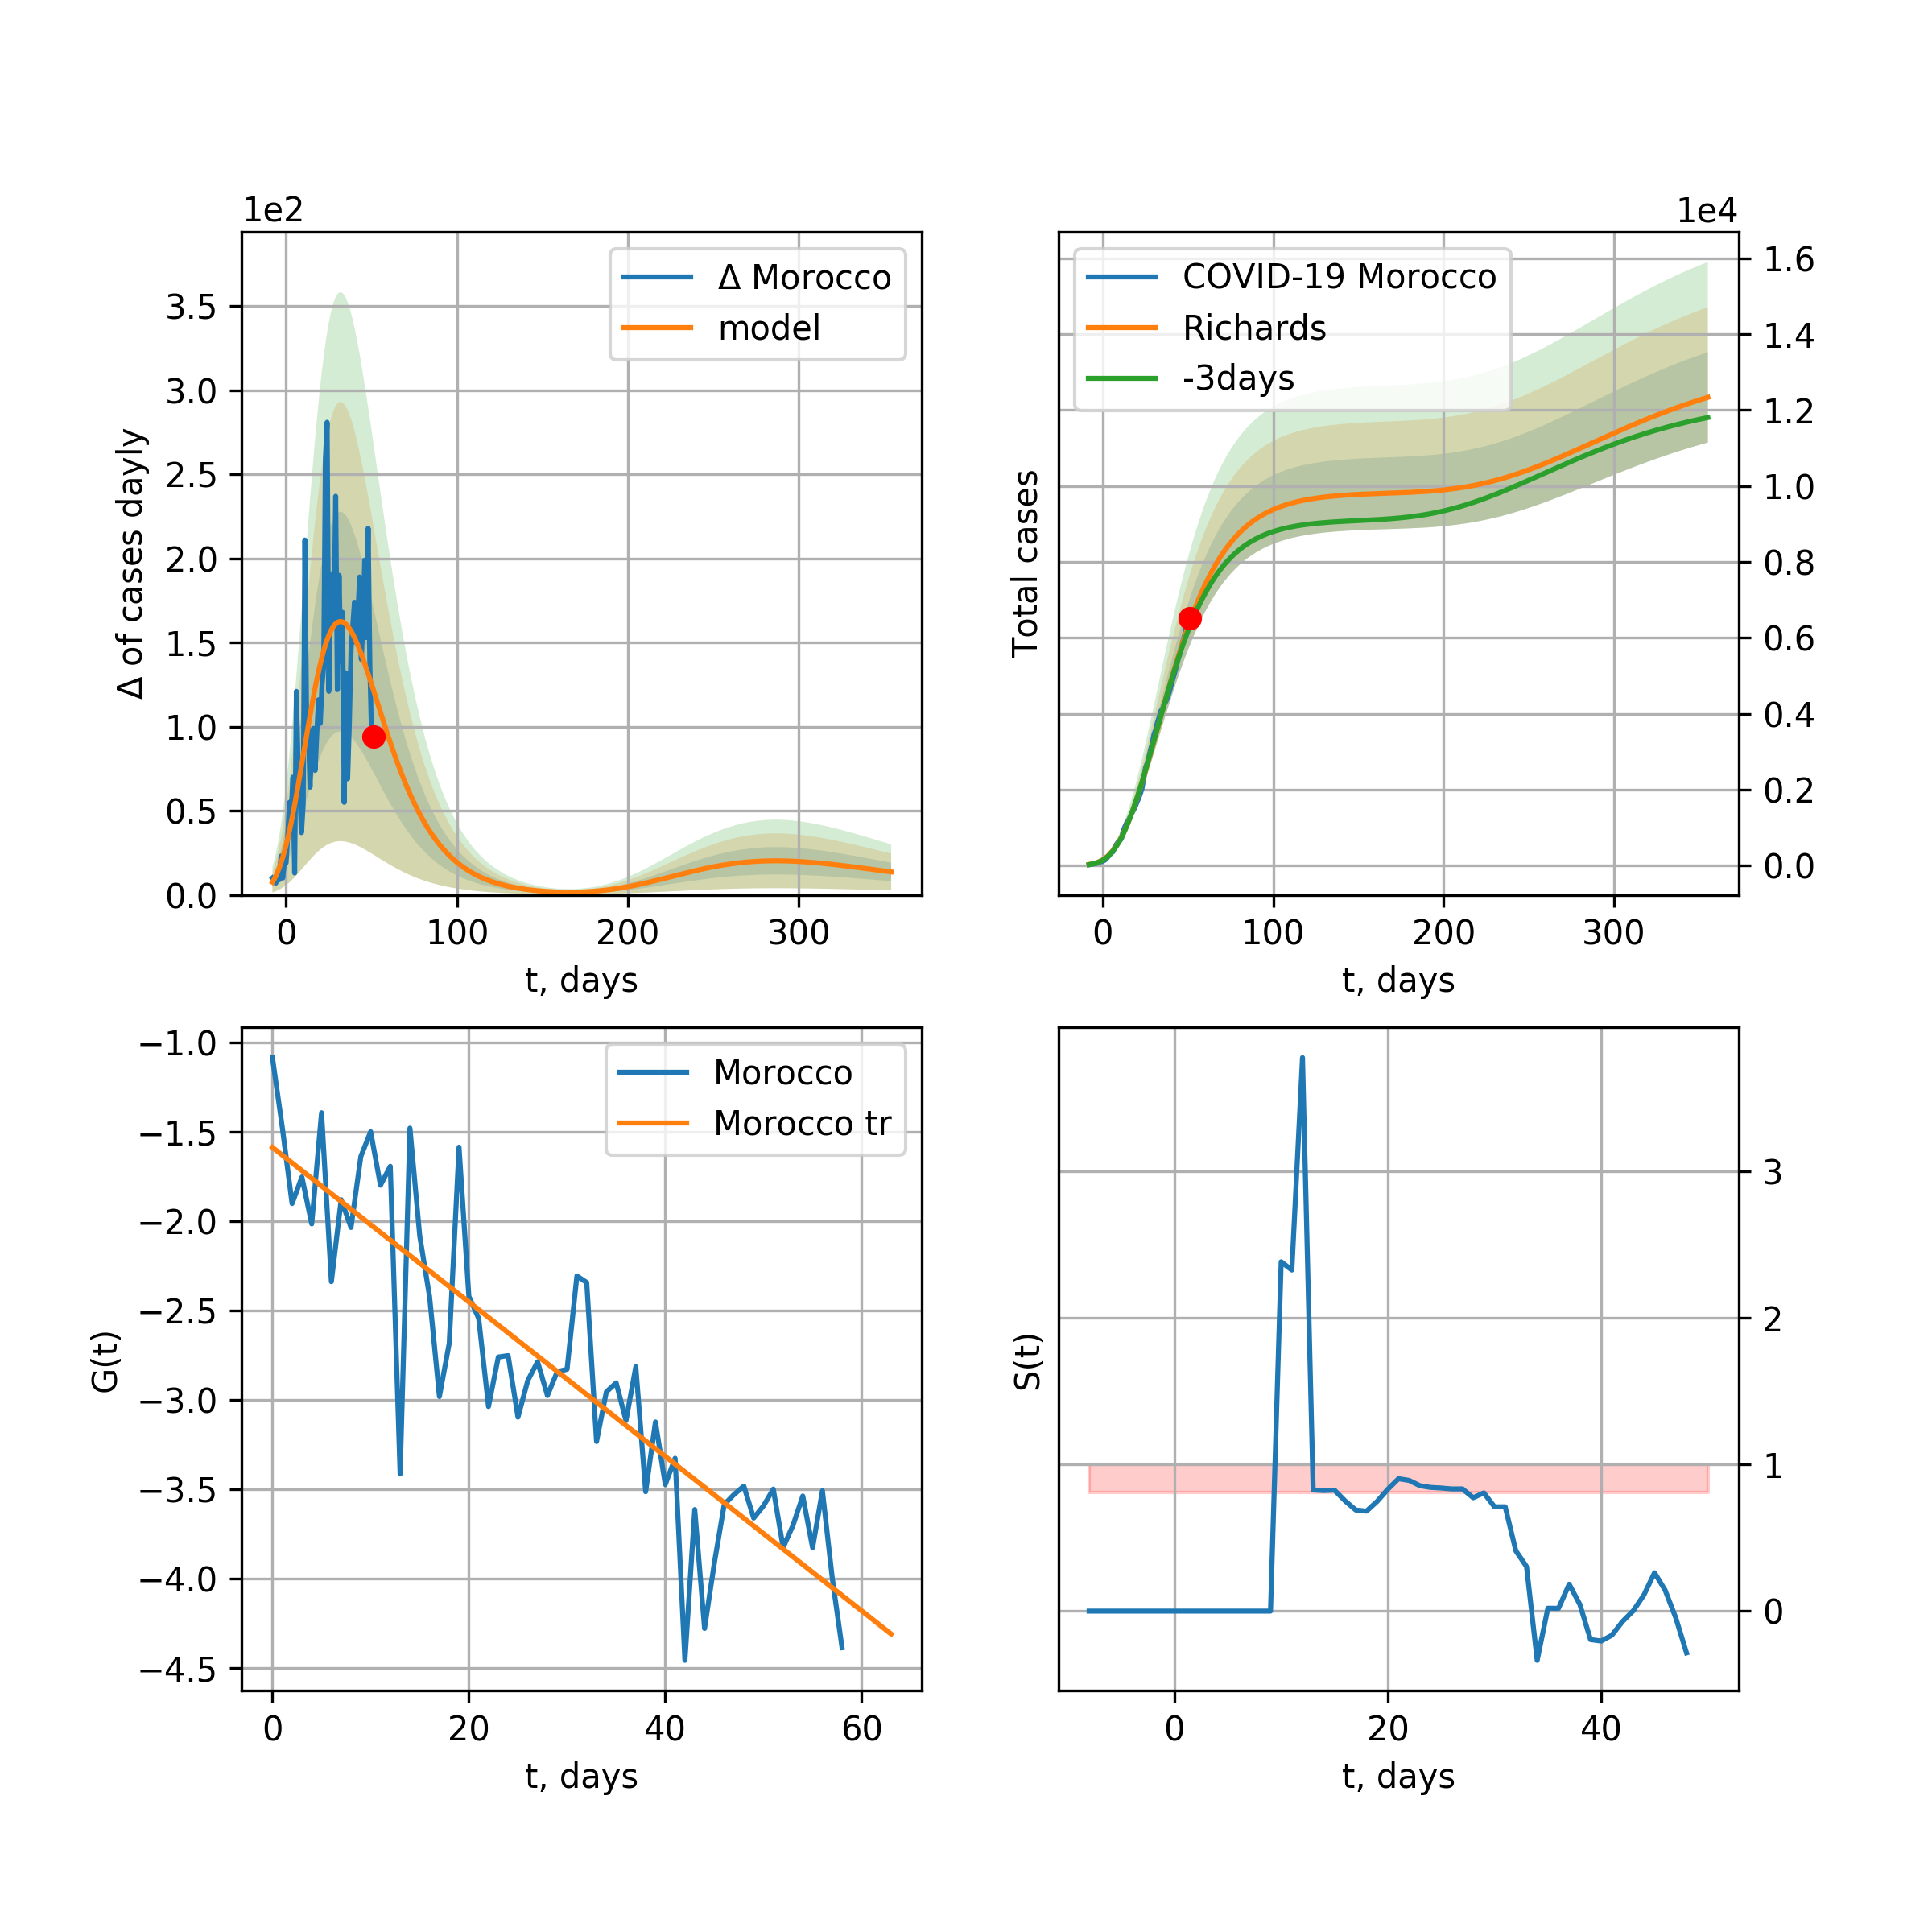 1e2
Δ Morocco
model
3.5
3.0
2.5
2.0
1.5
1.0
0.5
0.0
Δ of cases dayly
0 100 200 300
t, days
1e4
COVID-19 Morocco
Richards
-3days
1.6
1.4
1.2
1.0
0.8
0.6
0.4
0.2
0.0
Total cases
0 100 200 300
t, days
Morocco
Morocco tr
−1.0
−1.5
−2.0
−2.5
−3.0
−3.5
−4.0
−4.5
G(t)
0 20 40 60
t, days
3
2
1
0
S(t)
0 20 40
t, days